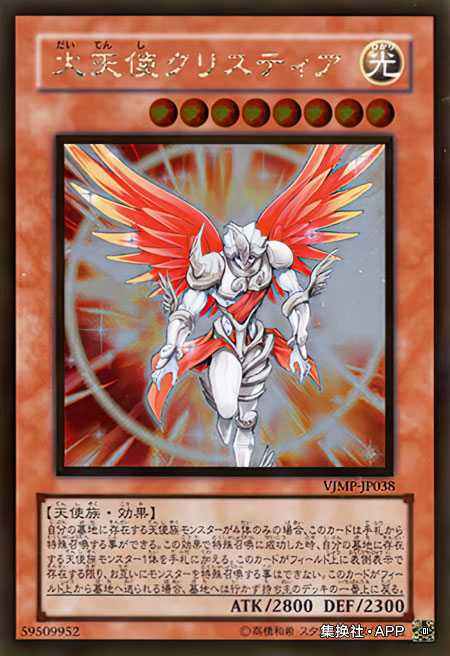 だい てん し
大天使クリスティア
ひかり
光
VJMP-JP038
【天使族・効果】
自分の墓地に存在する天使族モンスターが4体のみの場合、このカードは手札から
特殊召喚する事ができる。この効果で特殊召喚に成功した時、自分の墓地に存在
する天使族モンスター1体を手札に加える。このカードがフィールド上に表側表示で
存在する限り、お互いにモンスターを特殊召喚する事はできない。このカードがフィー
ルド上から墓地へ送られる場合、墓地へは行かず持ち主のデッキの一番上に戻る。
ATK/2800 DEF/2300
59509952
©高橋和希 スタ
集換社・APP